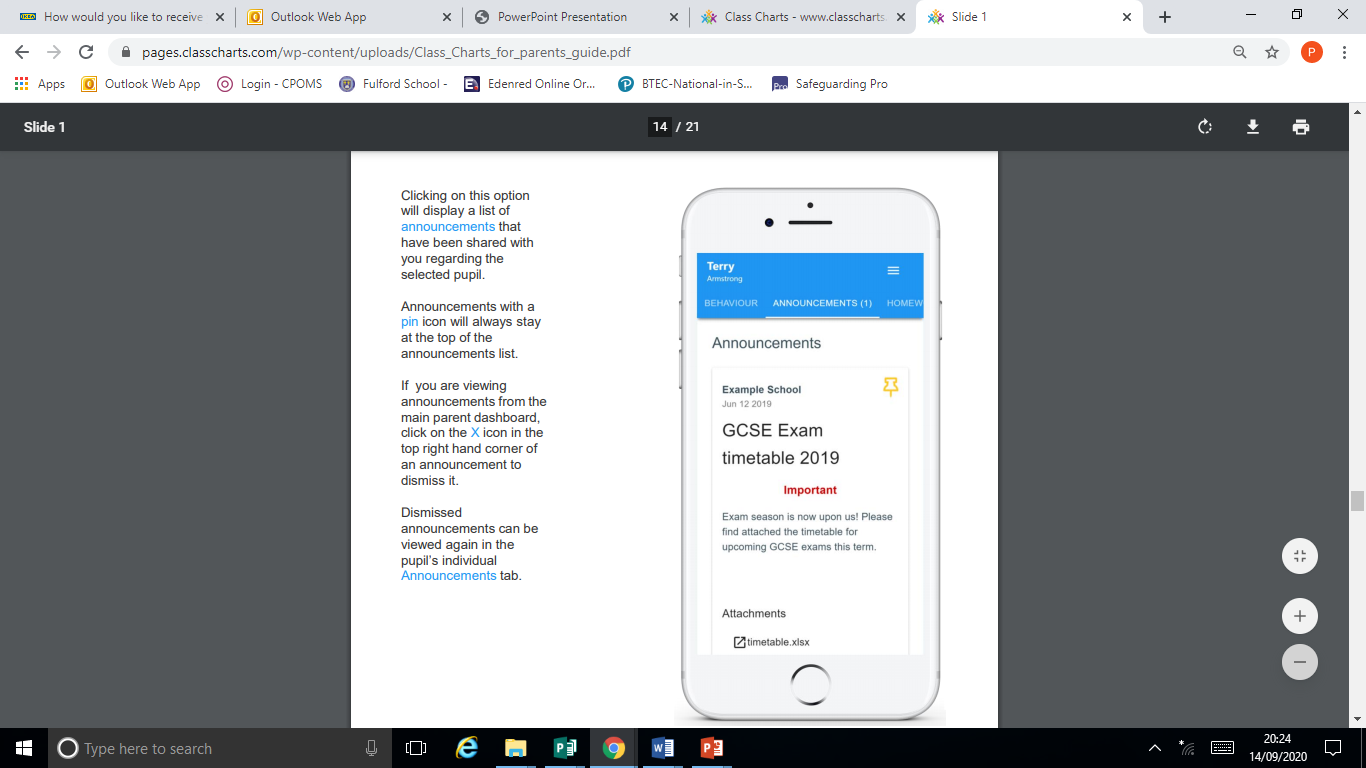 How would you like to receive
Outlook Web App
PowerPoint Presentation
Class Charts - www.classcharts.
Slide 1
pages.classcharts.com/wp-content/uploads/Class_Charts_for_parents_guide.pdf
P
Apps
Outlook Web App
Login - CPOMS
Fulford School -
Edenred Online Or...
BTEC-National-in-S...
Safeguarding Pro
Slide 1
14 / 21
Clicking on this option
will display a list of
announcements that
have been shared with
you regarding the
selected pupil.
Announcements with a
pin icon will always stay
at the top of the
announcements list.
If you are viewing
announcements from the
main parent dashboard,
click on the X icon in the
top right hand corner of
an announcement to
dismiss it.
Dismissed
announcements can be
viewed again in the
pupil's individual
Announcements tab.
Terry
Armstrong
BEHAVIOUR ANNOUNCEMENTS (1) HOMEW
Announcements
Example School
Jun 12 2019
GCSE Exam
timetable 2019
Important
Exam season is now upon us! Please
find attached the timetable for
upcoming GCSE exams this term.
Attachments
timetable.xlsx
Type here to search
20:24
14/09/2020